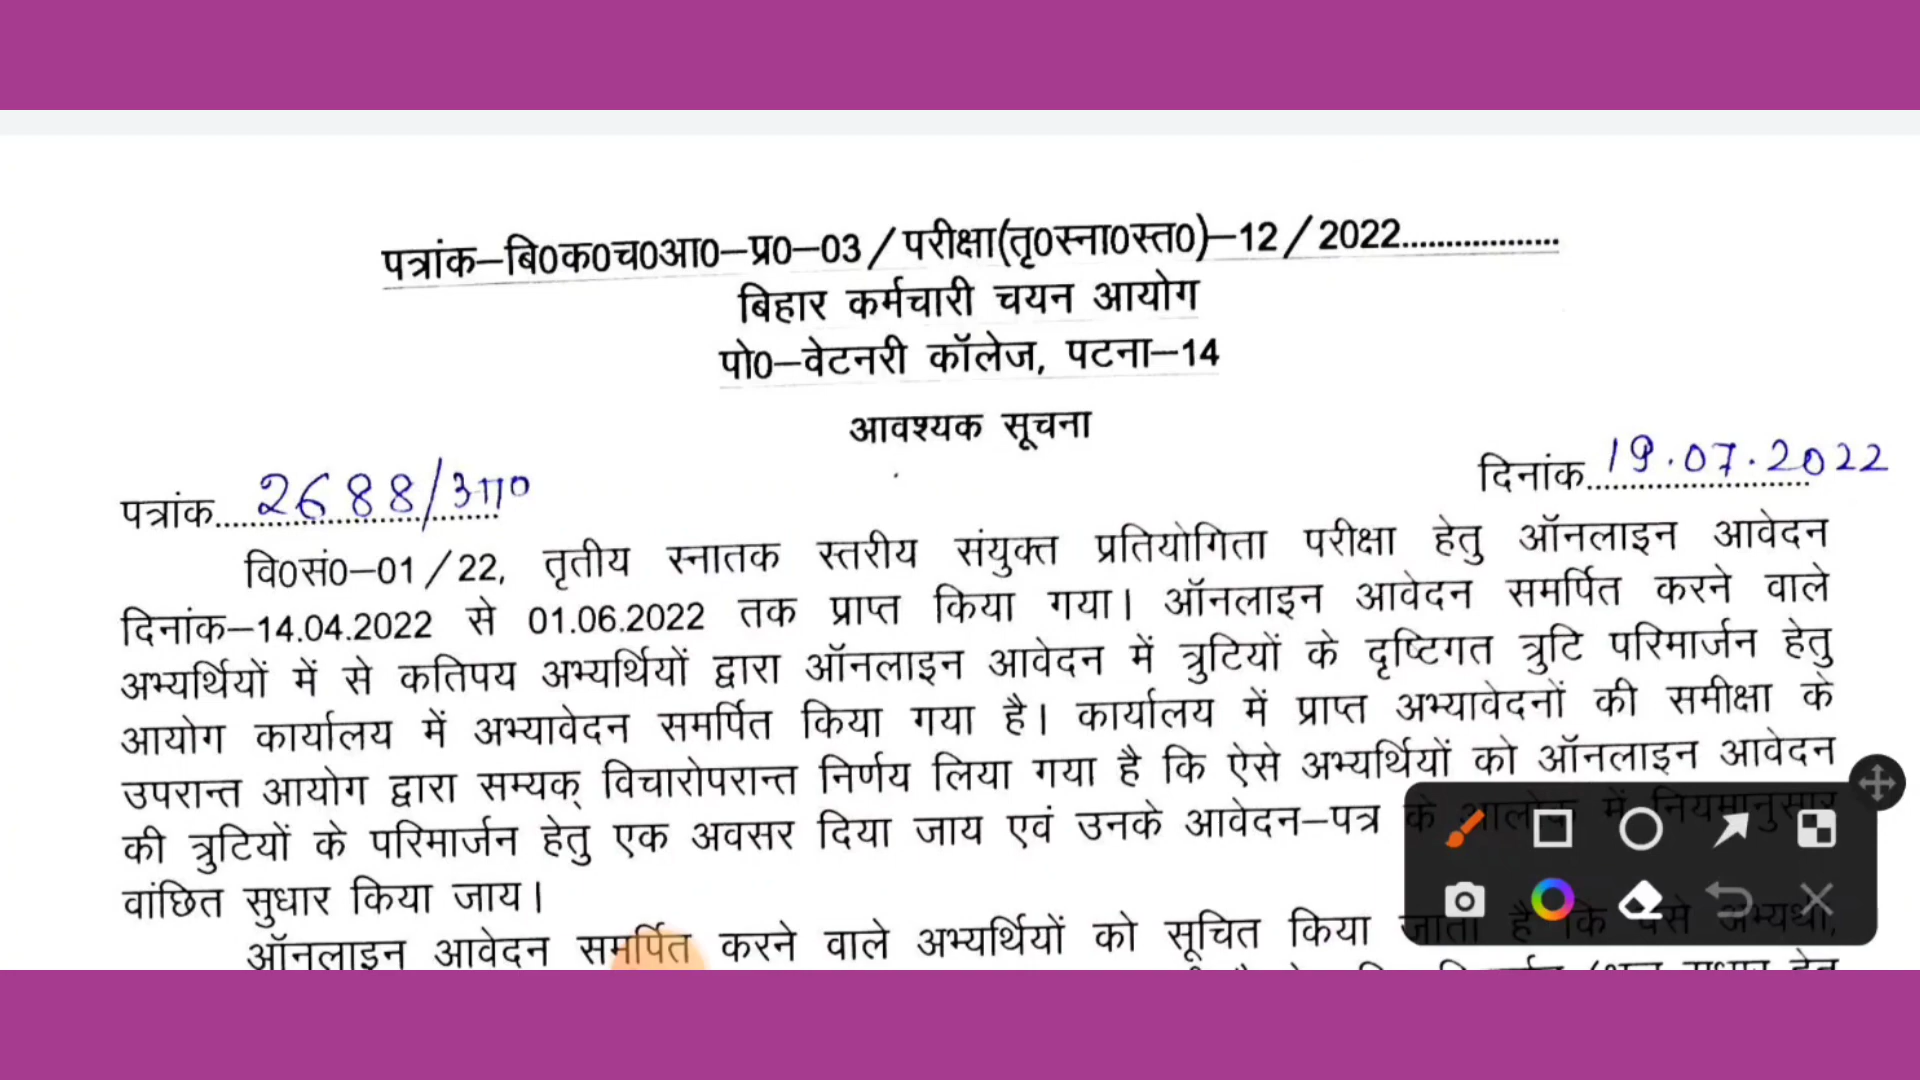 पत्रांक–बि0क0च0आ0–प्र0–03 / परीक्षा(तृ0स्ना0स्त0)–12 / 2022..................
बिहार कर्मचारी चयन आयोग
पो0–वेटनरी कॉलेज, पटना–14
आवश्यक सूचना
पत्रांक 2688/आ०
दिनांक 19.07.2022
वि0सं0–01 / 22, तृतीय स्नातक स्तरीय संयुक्त प्रतियोगिता परीक्षा हेतु ऑनलाइन आवेदन
दिनांक–14.04.2022 से 01.06.2022 तक प्राप्त किया गया। ऑनलाइन आवेदन समर्पित करने वाले
अभ्यर्थियों में से कतिपय अभ्यर्थियों द्वारा ऑनलाइन आवेदन में त्रुटियों के दृष्टिगत त्रुटि परिमार्जन हेतु
आयोग कार्यालय में अभ्यावेदन समर्पित किया गया है। कार्यालय में प्राप्त अभ्यावेदनों की समीक्षा के
उपरान्त आयोग द्वारा सम्यक् विचारोपरान्त निर्णय लिया गया है कि ऐसे अभ्यर्थियों को ऑनलाइन आवेदन
की त्रुटियों के परिमार्जन हेतु एक अवसर दिया जाय एवं उनके आवेदन–पत्र के आलोक में नियमानुसार
वांछित सुधार किया जाय।
ऑनलाइन आवेदन समर्पित करने वाले अभ्यर्थियों को सूचित किया जाता है कि